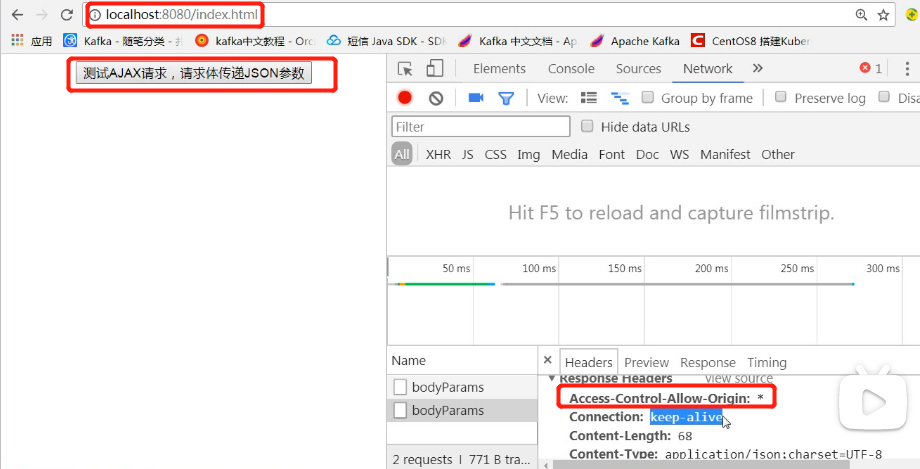 localhost:8080/index.html
应用 Kafka - 随笔分类 - kafka中文教程 - Orc 短信 Java SDK - SDK Kafka 中文文档 - Ap Apache Kafka CentOS8 搭建Kuber
测试AJAX请求，请求体传递JSON参数
Elements Console Sources Network » 1
View: Group by frame Preserve log Disa
Filter Hide data URLs
All XHR JS CSS Img Media Font Doc WS Manifest Other
Hit F5 to reload and capture filmstrip.
50 ms 100 ms 150 ms 200 ms 250 ms 300 ms
Name × Headers Preview Response Timing
▼ Response Headers view source
bodyParams
Access-Control-Allow-Origin: *
bodyParams
Connection: keep-alive
Content-Length: 68
Content-Type: application/json;charset=UTF-8
2 requests | 771 B tra...